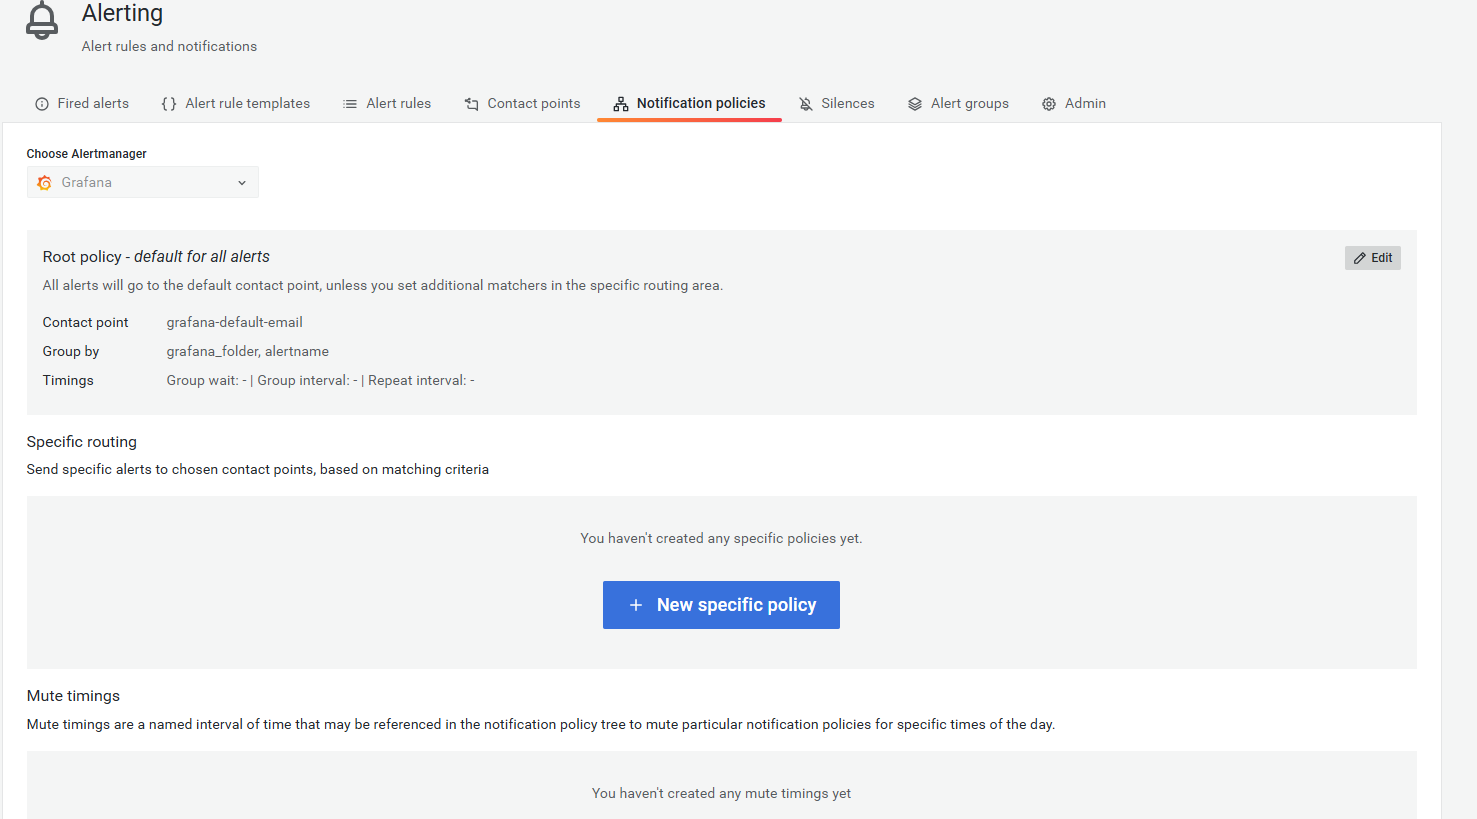 Alerting
Alert rules and notifications
Fired alerts
Alert rule templates
Alert rules
Contact points
Notification policies
Silences
Alert groups
Admin
Choose Alertmanager
Grafana
Root policy - default for all alerts
Edit
All alerts will go to the default contact point, unless you set additional matchers in the specific routing area.
Contact point grafana-default-email
Group by grafana_folder, alertname
Timings Group wait: - | Group interval: - | Repeat interval: -
Specific routing
Send specific alerts to chosen contact points, based on matching criteria
You haven't created any specific policies yet.
+ New specific policy
Mute timings
Mute timings are a named interval of time that may be referenced in the notification policy tree to mute particular notification policies for specific times of the day.
You haven't created any mute timings yet